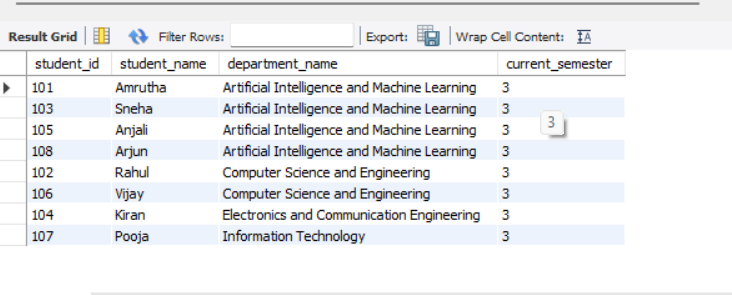 Result Grid Filter Rows: Export: Wrap Cell Content: IA
student_id student_name department_name current_semester
101 Amrutha Artificial Intelligence and Machine Learning 3
103 Sneha Artificial Intelligence and Machine Learning 3
105 Anjali Artificial Intelligence and Machine Learning 3
3
108 Arjun Artificial Intelligence and Machine Learning 3
102 Rahul Computer Science and Engineering 3
106 Vijay Computer Science and Engineering 3
104 Kiran Electronics and Communication Engineering 3
107 Pooja Information Technology 3